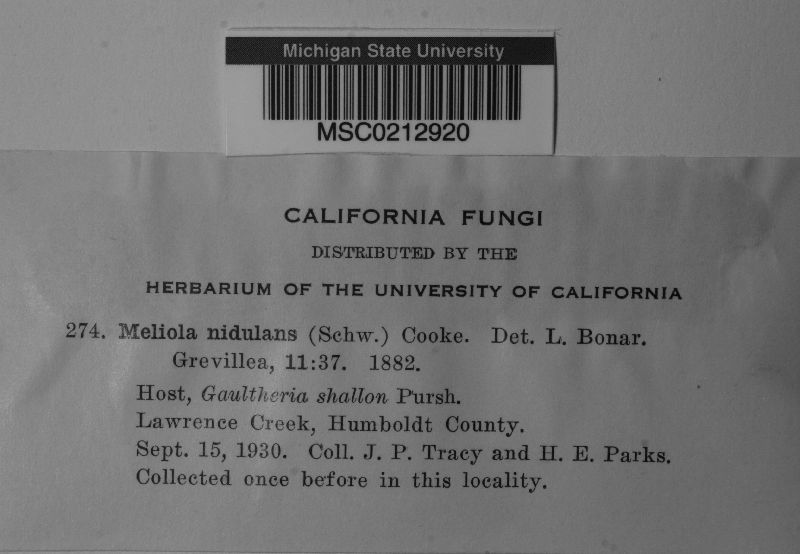 Michigan State University
MSC0212920
CALIFORNIA FUNGI
DISTRIBUTED BY THE
HERBARIUM OF THE UNIVERSITY OF CALIFORNIA
274. Meliola nidulans (Schw.) Cooke. Det. L. Bonar.
Grevillea, 11:37. 1882.
Host, Gaultheria shallon Pursh.
Lawrence Creek, Humboldt County.
Sept. 15, 1930. Coll. J. P. Tracy and H. E. Parks.
Collected once before in this locality.